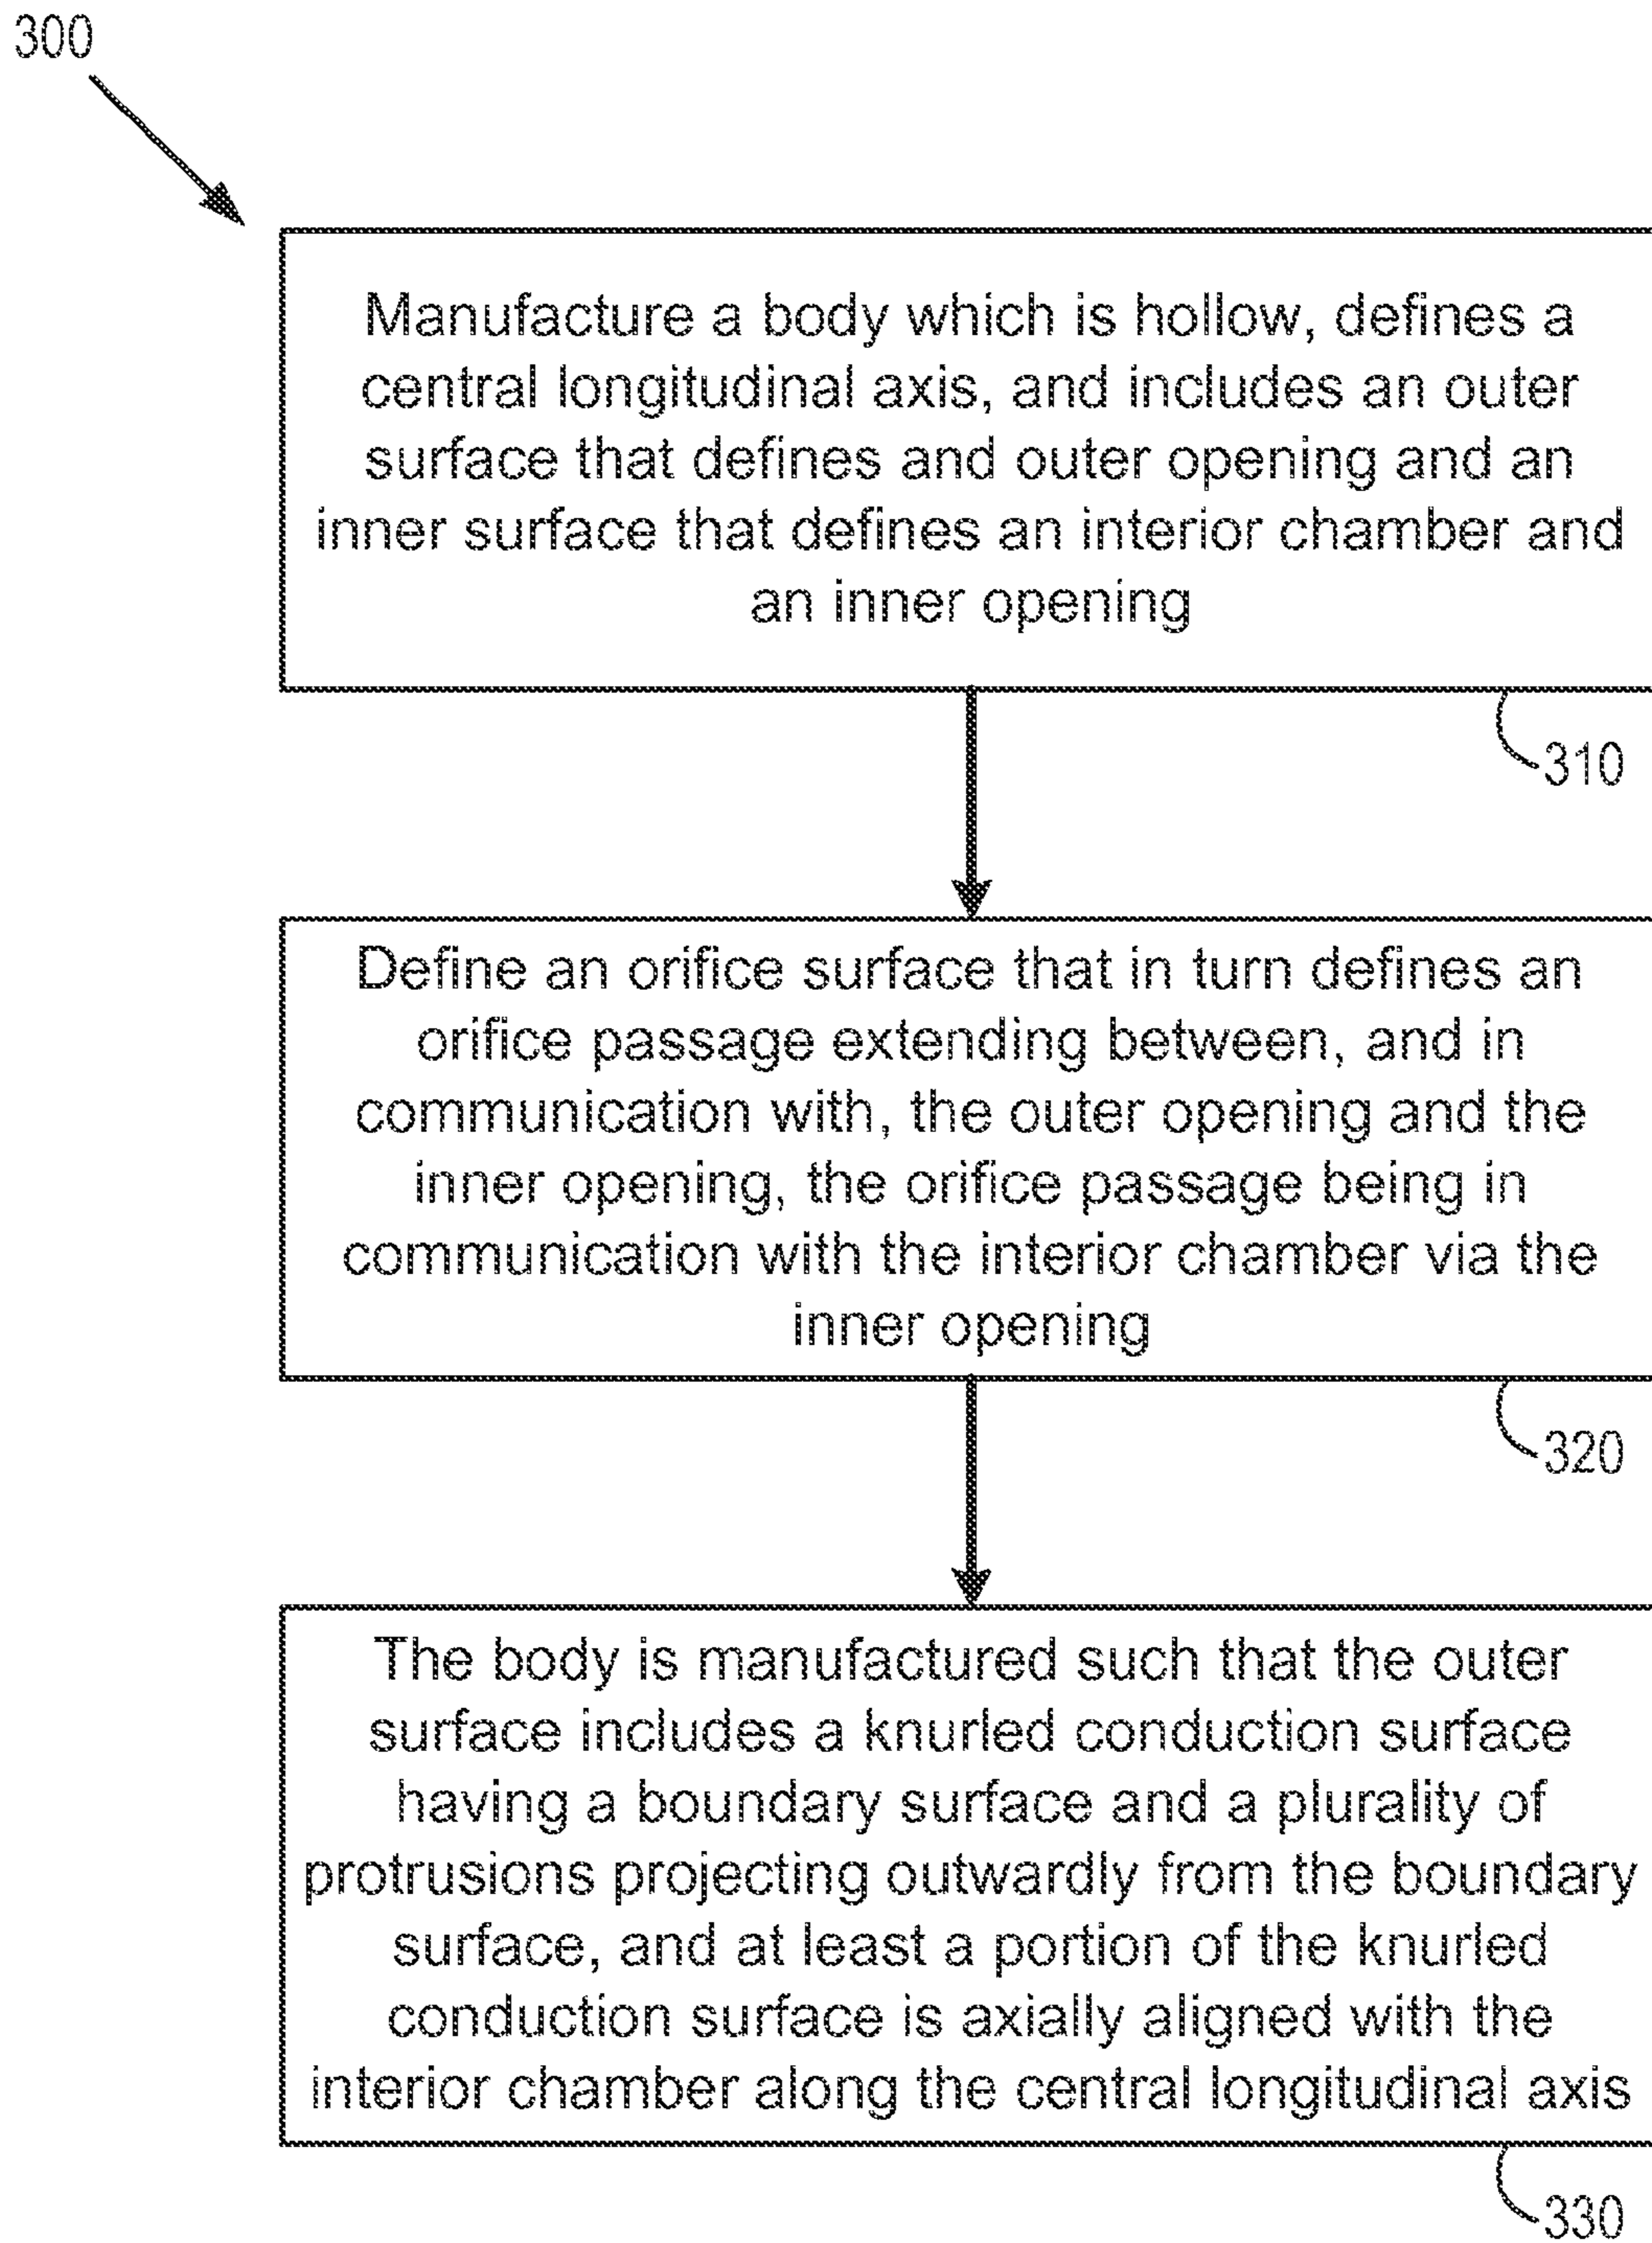 300
Manufacture a body which is hollow, defines a
central longitudinal axis, and includes an outer
surface that defines and outer opening and an
inner surface that defines an interior chamber and
an inner opening
310
Define an orifice surface that in turn defines an
orifice passage extending between, and in
communication with, the outer opening and the
inner opening, the orifice passage being in
communication with the interior chamber via the
inner opening
320
The body is manufactured such that the outer
surface includes a knurled conduction surface
having a boundary surface and a plurality of
protrusions projecting outwardly from the boundary
surface, and at least a portion of the knurled
conduction surface is axially aligned with the
interior chamber along the central longitudinal axis
330